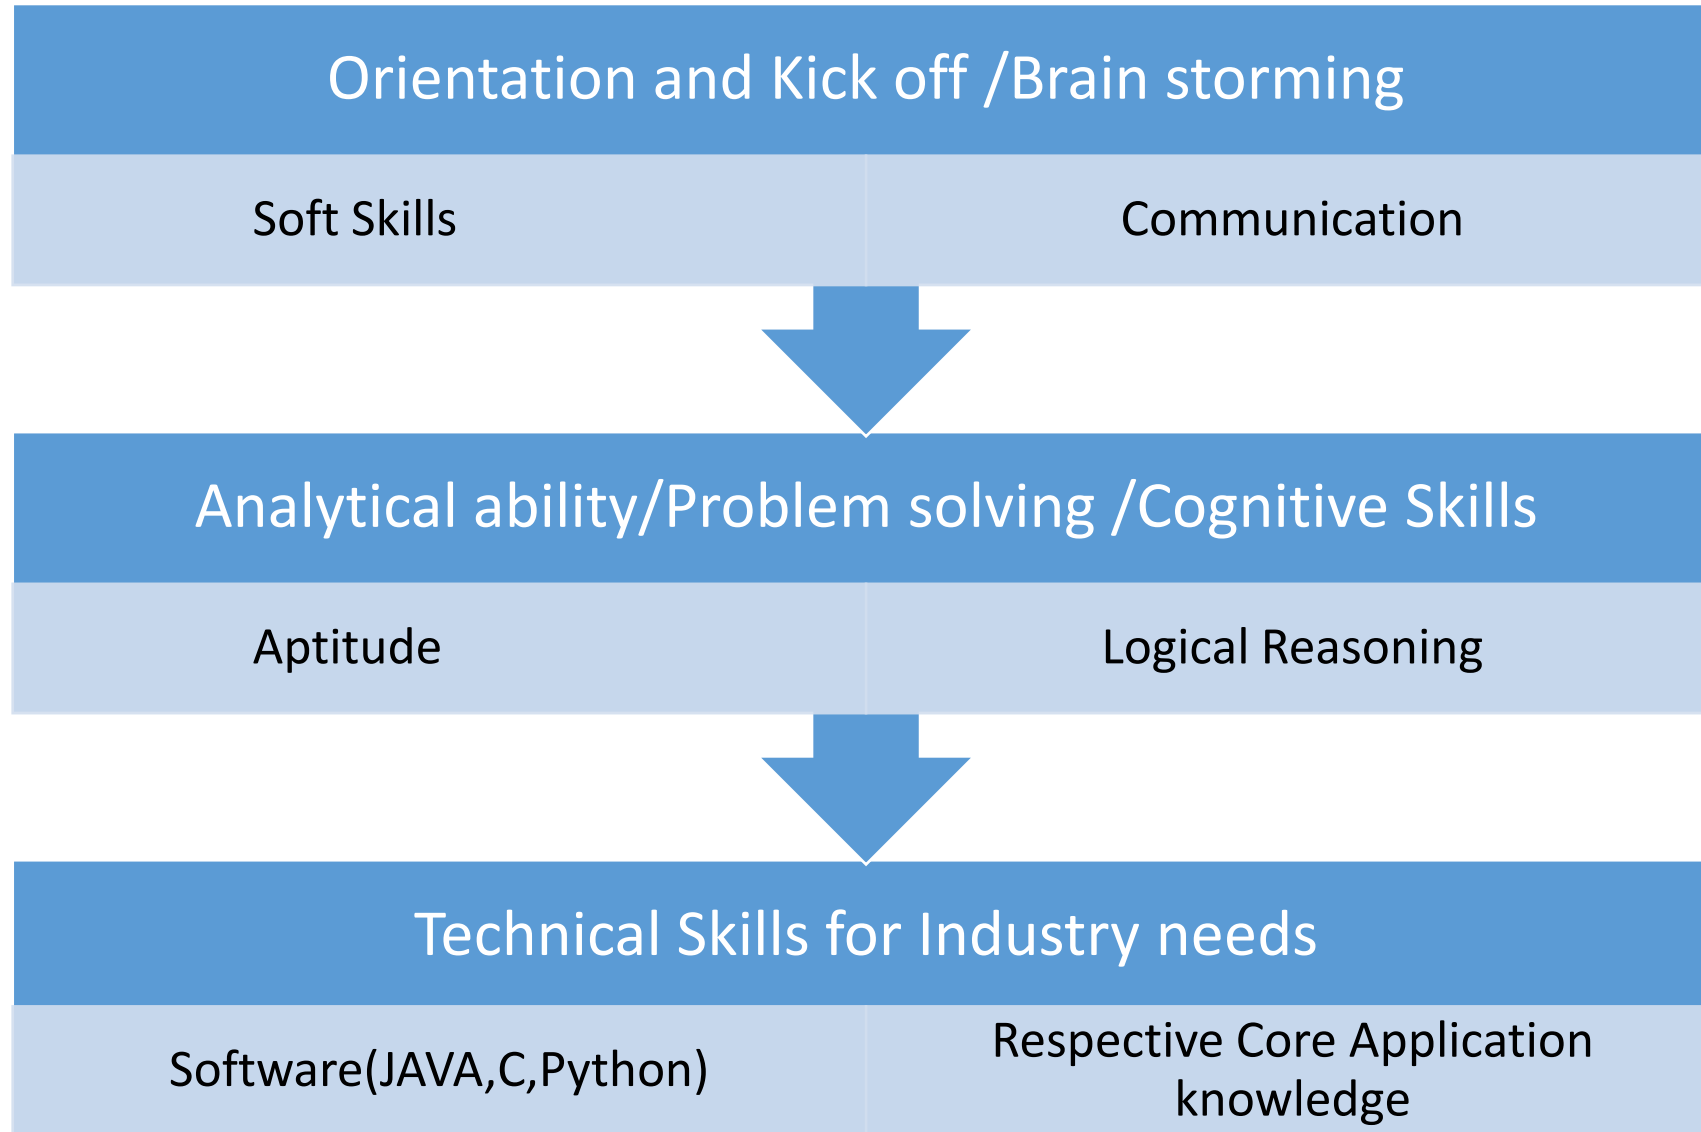 Orientation and Kick off /Brain storming
Soft Skills
Communication
Analytical ability/Problem solving /Cognitive Skills
Aptitude
Logical Reasoning
Technical Skills for Industry needs
Software(JAVA,C,Python)
Respective Core Application
knowledge